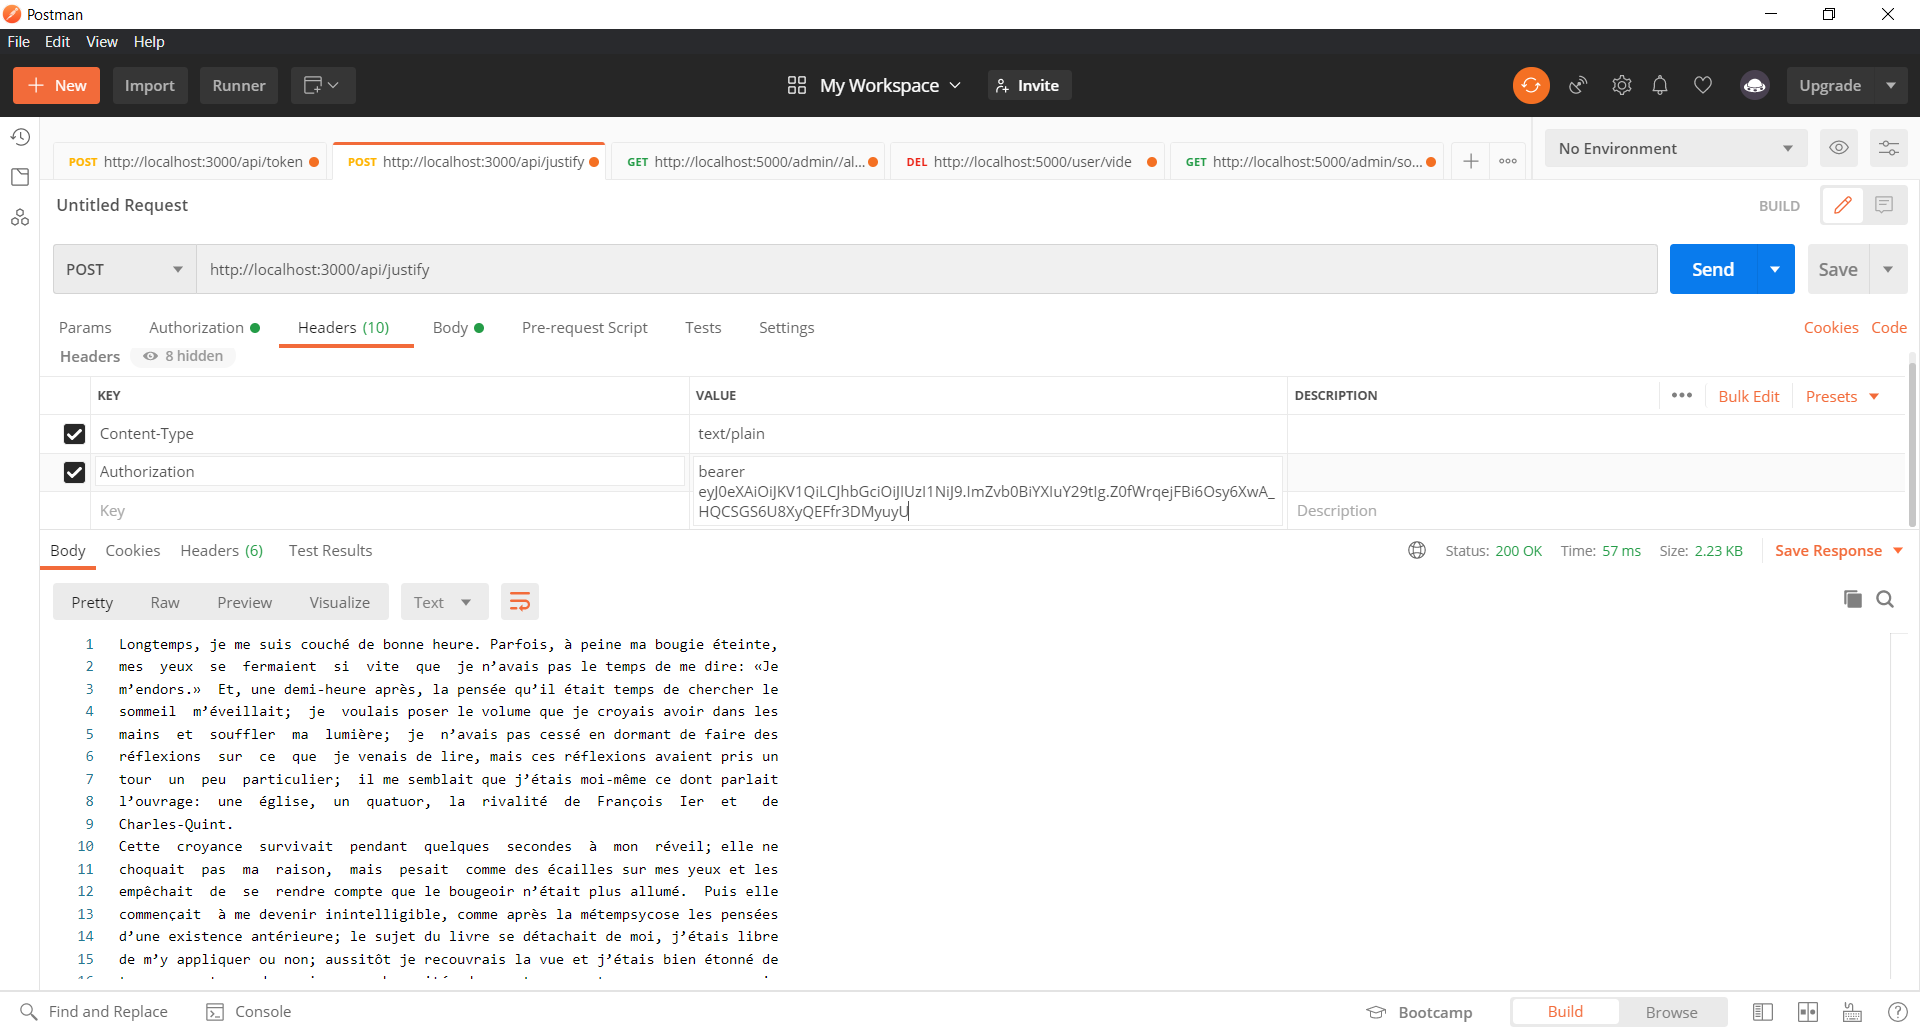 Postman
File Edit View Help
New Import Runner My Workspace Invite Upgrade
POST http://localhost:3000/api/token POST http://localhost:3000/api/justify GET http://localhost:5000/admin//al... DEL http://localhost:5000/user/vide GET http://localhost:5000/admin/so... No Environment
Untitled Request BUILD
POST http://localhost:3000/api/justify Send Save
Params Authorization Headers (10) Body Pre-request Script Tests Settings Cookies Code
Headers 8 hidden
KEY VALUE DESCRIPTION ••• Bulk Edit Presets
Content-Type text/plain
Authorization bearer
eyJ0eXAiOiJKV1QiLCJhbGciOiJIUzI1NiJ9.ImZvb0BiYXIuY29tIg.Z0fWrqejFBi6Osy6XwA_
HQCSGS6U8XyQEFfr3DMyuyU
Key Description
Body Cookies Headers (6) Test Results Status: 200 OK Time: 57 ms Size: 2.23 KB Save Response
Pretty Raw Preview Visualize Text
1 Longtemps, je me suis couché de bonne heure. Parfois, à peine ma bougie éteinte,
2 mes yeux se fermaient si vite que je n’avais pas le temps de me dire: «Je
3 m’endors.» Et, une demi-heure après, la pensée qu’il était temps de chercher le
4 sommeil m’éveillait; je voulais poser le volume que je croyais avoir dans les
5 mains et souffler ma lumière; je n’avais pas cessé en dormant de faire des
6 réflexions sur ce que je venais de lire, mais ces réflexions avaient pris un
7 tour un peu particulier; il me semblait que j’étais moi-même ce dont parlait
8 l’ouvrage: une église, un quatuor, la rivalité de François Ier et de
9 Charles-Quint.
10 Cette croyance survivait pendant quelques secondes à mon réveil; elle ne
11 choquait pas ma raison, mais pesait comme des écailles sur mes yeux et les
12 empêchait de se rendre compte que le bougeoir n’était plus allumé. Puis elle
13 commençait à me devenir inintelligible, comme après la métempsycose les pensées
14 d’une existence antérieure; le sujet du livre se détachait de moi, j’étais libre
15 de m’y appliquer ou non; aussitôt je recouvrais la vue et j’étais bien étonné de
Find and Replace Console Bootcamp Build Browse